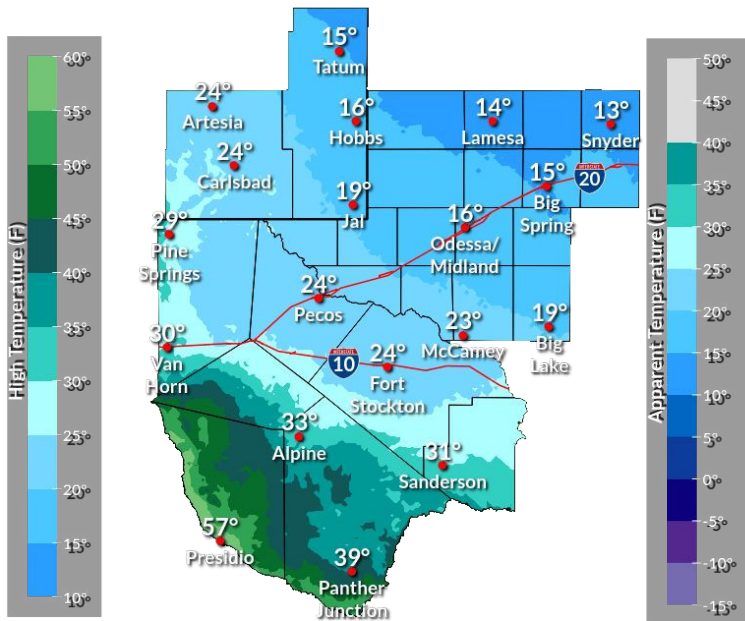 High Temperature (F)
60°
55°
50°
45°
40°
35°
30°
25°
20°
15°
10°
15°
Tatum
24°
Artesia
16°
Hobbs
14°
Lamesa
13°
Snyder
24°
Carlsbad
19°
Jal
15°
Big
Spring
INTERSTATE
20
29°
Pine
Springs
16°
Odessa/
Midland
24°
Pecos
30°
Van
Horn
INTERSTATE
10
24°
Fort
Stockton
23°
McCamey
19°
Big
Lake
33°
Alpine
31°
Sanderson
57°
Presidio
39°
Panther
Junction
Apparent Temperature (F)
50°
45°
40°
35°
30°
25°
20°
15°
10°
5°
0°
-5°
-10°
-15°